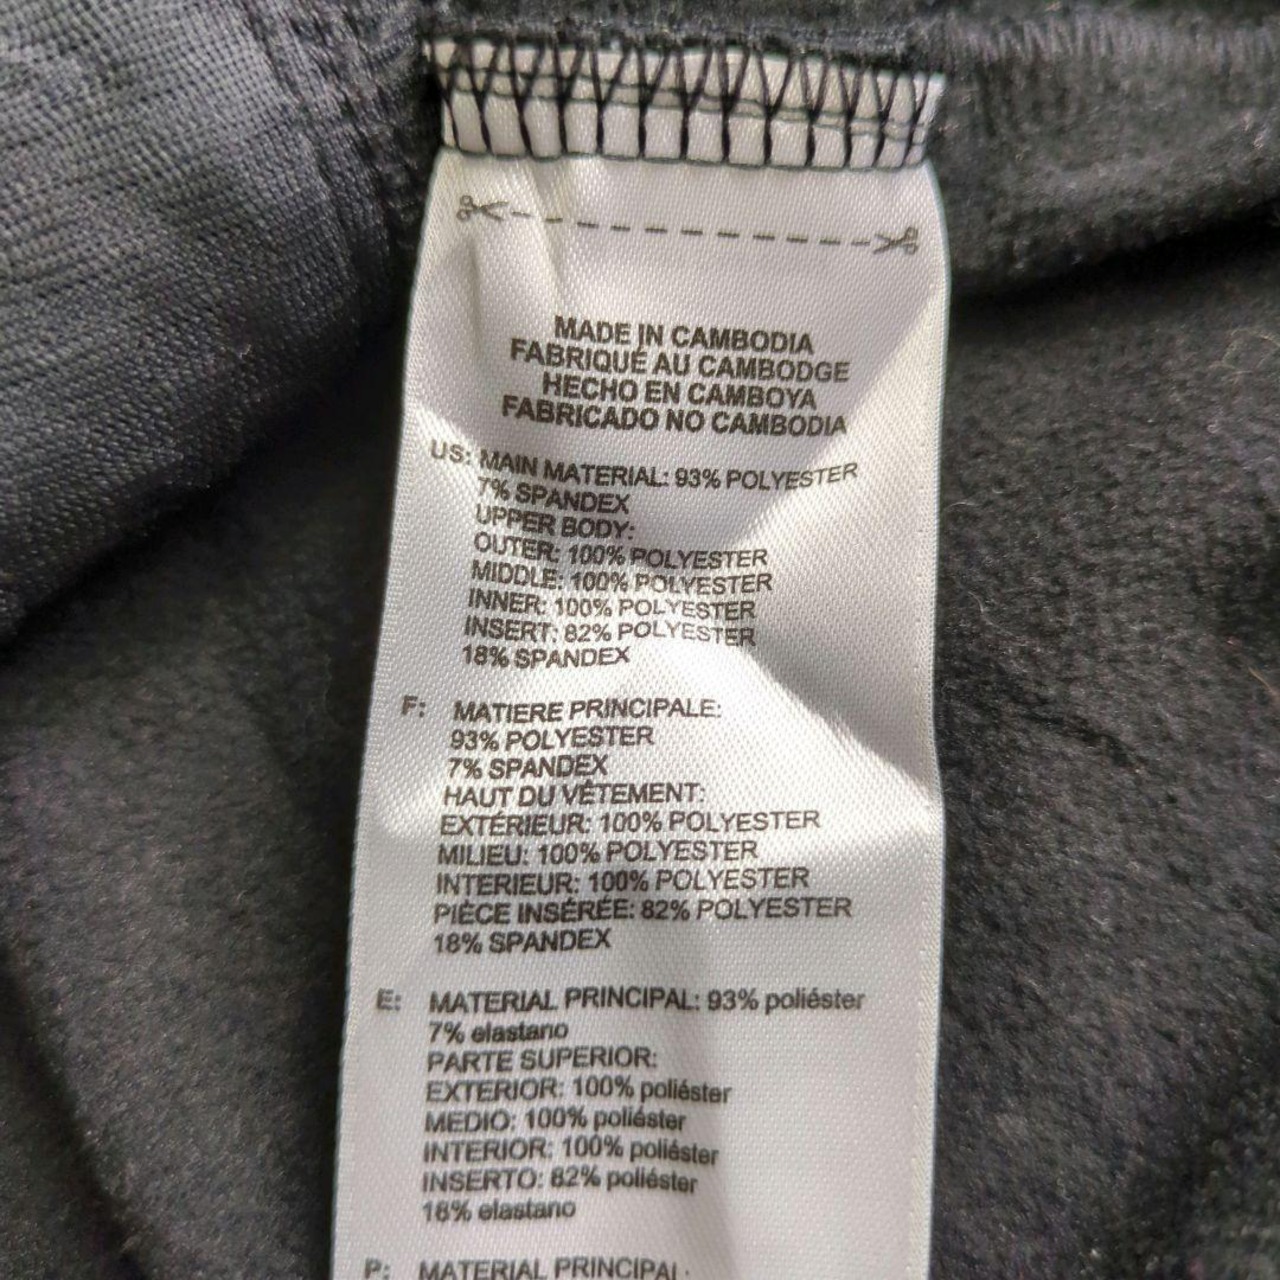 MADE IN CAMBODIA
FABRIQUÉ AU CAMBODGE
HECHO EN CAMBOYA
FABRICADO NO CAMBODIA
US: MAIN MATERIAL: 93% POLYESTER
7% SPANDEX
UPPER BODY:
OUTER: 100% POLYESTER
MIDDLE: 100% POLYESTER
INNER: 100% POLYESTER
INSERT: 82% POLYESTER
18% SPANDEX
F: MATIERE PRINCIPALE:
93% POLYESTER
7% SPANDEX
HAUT DU VÊTEMENT:
EXTÉRIEUR: 100% POLYESTER
MILIEU: 100% POLYESTER
INTERIEUR: 100% POLYESTER
PIÈCE INSÉRÉE: 82% POLYESTER
18% SPANDEX
E: MATERIAL PRINCIPAL: 93% poliéster
7% elastano
PARTE SUPERIOR:
EXTERIOR: 100% poliéster
MEDIO: 100% poliéster
INTERIOR: 100% poliéster
INSERTO: 82% poliéster
18% elastano
P: MATERIAL PRINCIPAL: